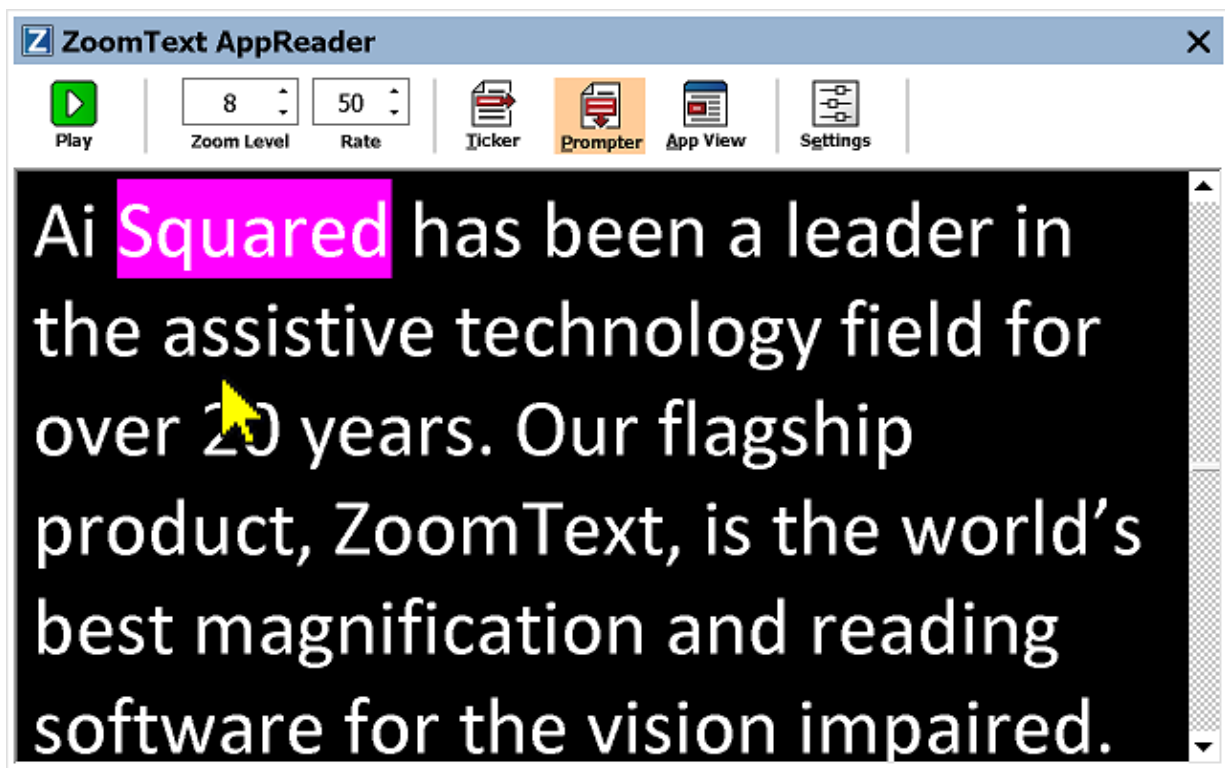 ZoomText AppReader
Play
8
Zoom Level
50
Rate
Ticker
Prompter
App View
Settings
Ai Squared has been a leader in
the assistive technology field for
over 20 years. Our flagship
product, ZoomText, is the world’s
best magnification and reading
software for the vision impaired.